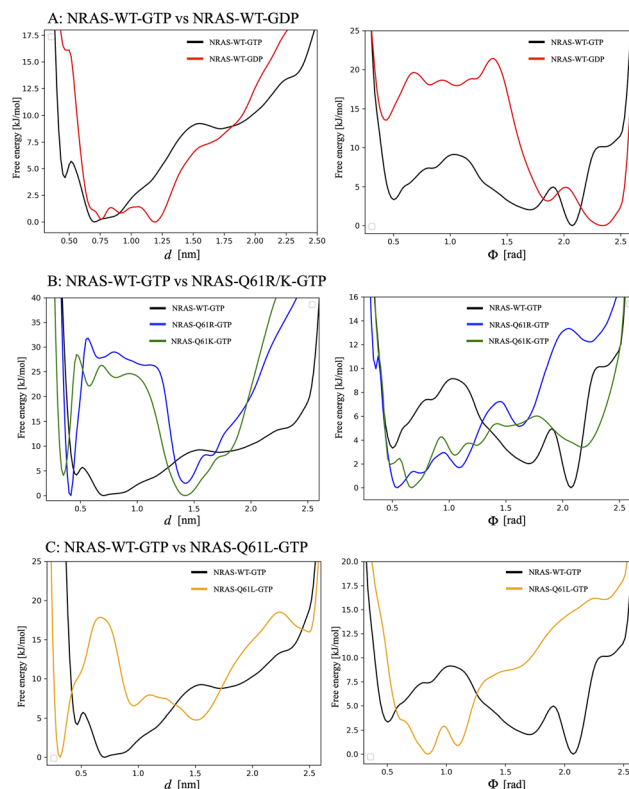 A: NRAS-WT-GTP vs NRAS-WT-GDP
17.5
15.0
12.5
10.0
7.5
5.0
2.5
0.0
Free energy [kJ/mol]
NRAS-WT-GTP
NRAS-WT-GDP
0.50 0.75 1.00 1.25 1.50 1.75 2.00 2.25 2.50
d [nm]
25
20
15
10
5
0
Free energy [kJ/mol]
NRAS-WT-GTP
NRAS-WT-GDP
0.5 1.0 1.5 2.0 2.5
Φ [rad]
B: NRAS-WT-GTP vs NRAS-Q61R/K-GTP
40
35
30
25
20
15
10
5
0
Free energy [kJ/mol]
NRAS-WT-GTP
NRAS-Q61R-GTP
NRAS-Q61K-GTP
0.5 1.0 1.5 2.0 2.5
d [nm]
16
14
12
10
8
6
4
2
0
Free energy [kJ/mol]
NRAS-WT-GTP
NRAS-Q61R-GTP
NRAS-Q61K-GTP
0.5 1.0 1.5 2.0 2.5
Φ [rad]
C: NRAS-WT-GTP vs NRAS-Q61L-GTP
25
20
15
10
5
0
Free energy [kJ/mol]
NRAS-WT-GTP
NRAS-Q61L-GTP
0.5 1.0 1.5 2.0 2.5
d [nm]
20.0
17.5
15.0
12.5
10.0
7.5
5.0
2.5
0.0
Free energy [kJ/mol]
NRAS-WT-GTP
NRAS-Q61L-GTP
0.5 1.0 1.5 2.0 2.5
Φ [rad]